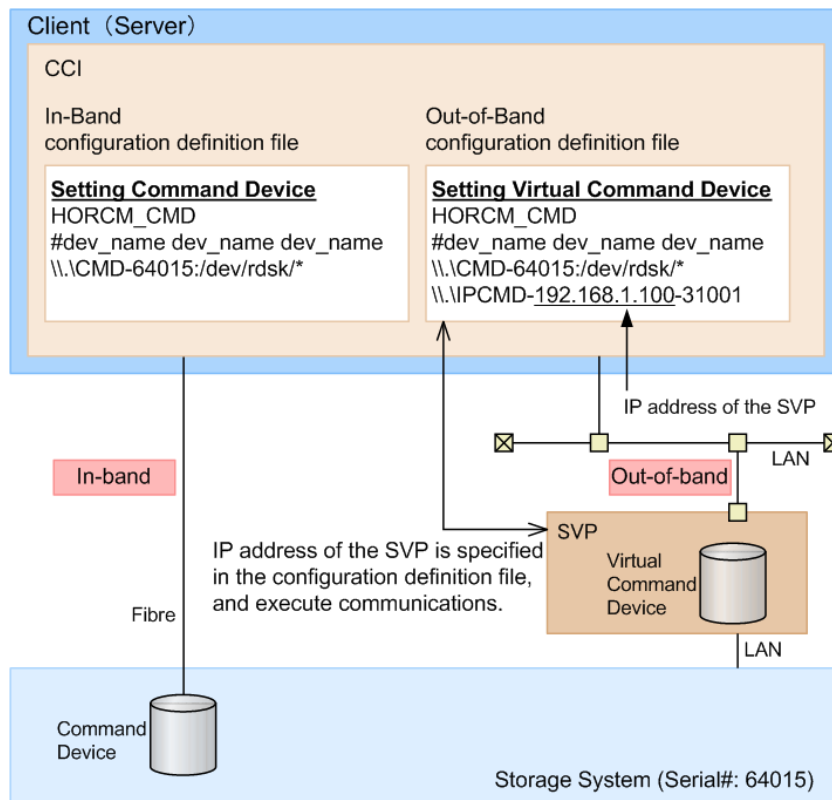 Client（Server）
CCI
In-Band
configuration definition file
Setting Command Device
HORCM_CMD
#dev_name dev_name dev_name
\\.\CMD-64015:/dev/rdsk/*
Out-of-Band
configuration definition file
Setting Virtual Command Device
HORCM_CMD
#dev_name dev_name dev_name
\\.\CMD-64015:/dev/rdsk/*
\\.\IPCMD-192.168.1.100-31001
IP address of the SVP
LAN
In-band
Out-of-band
IP address of the SVP is specified
in the configuration definition file,
and execute communications.
SVP
Virtual
Command
Device
Fibre
LAN
Command
Device
Storage System (Serial#: 64015)